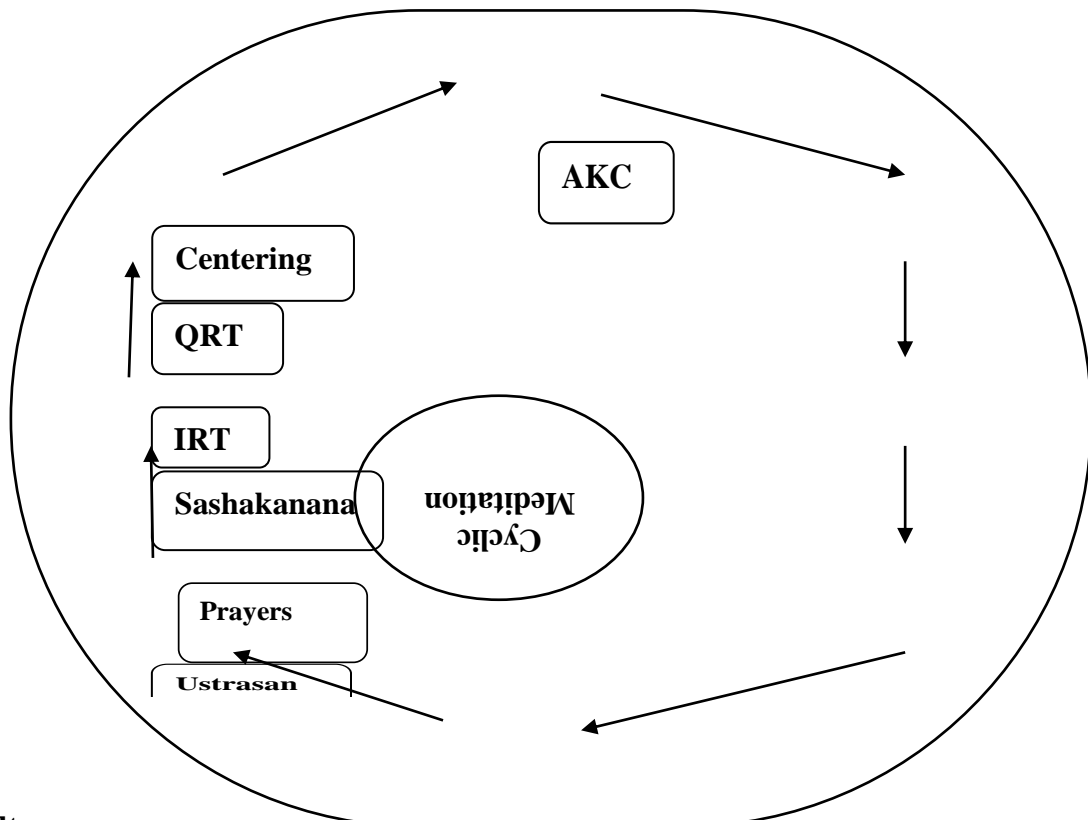 AKC
Centering
QRT
IRT
Sashakanana
Cyclic
Meditation
Prayers
Ustrasan